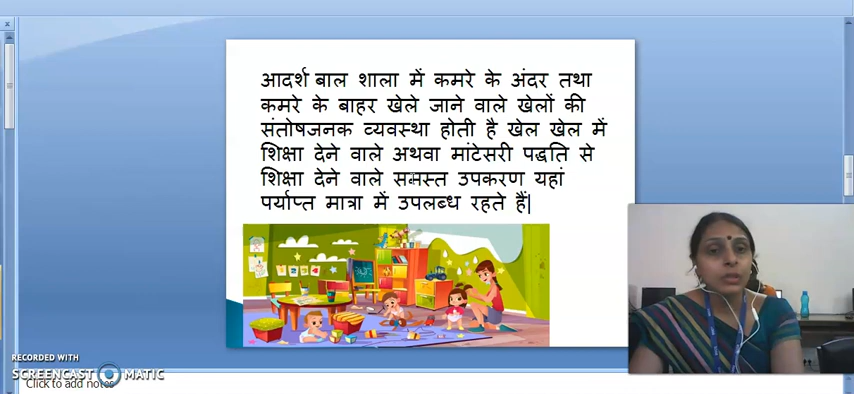 आदर्श बाल शाला में कमरे के अंदर तथा
कमरे के बाहर खेले जाने वाले खेलों की
संतोषजनक व्यवस्था होती है खेल खेल में
शिक्षा देने वाले अथवा मांटेसरी पद्धति से
शिक्षा देने वाले समस्त उपकरण यहां
पर्याप्त मात्रा में उपलब्ध रहते हैं
RECORDED WITH
SCREENCAST MATIC
Click to add notes